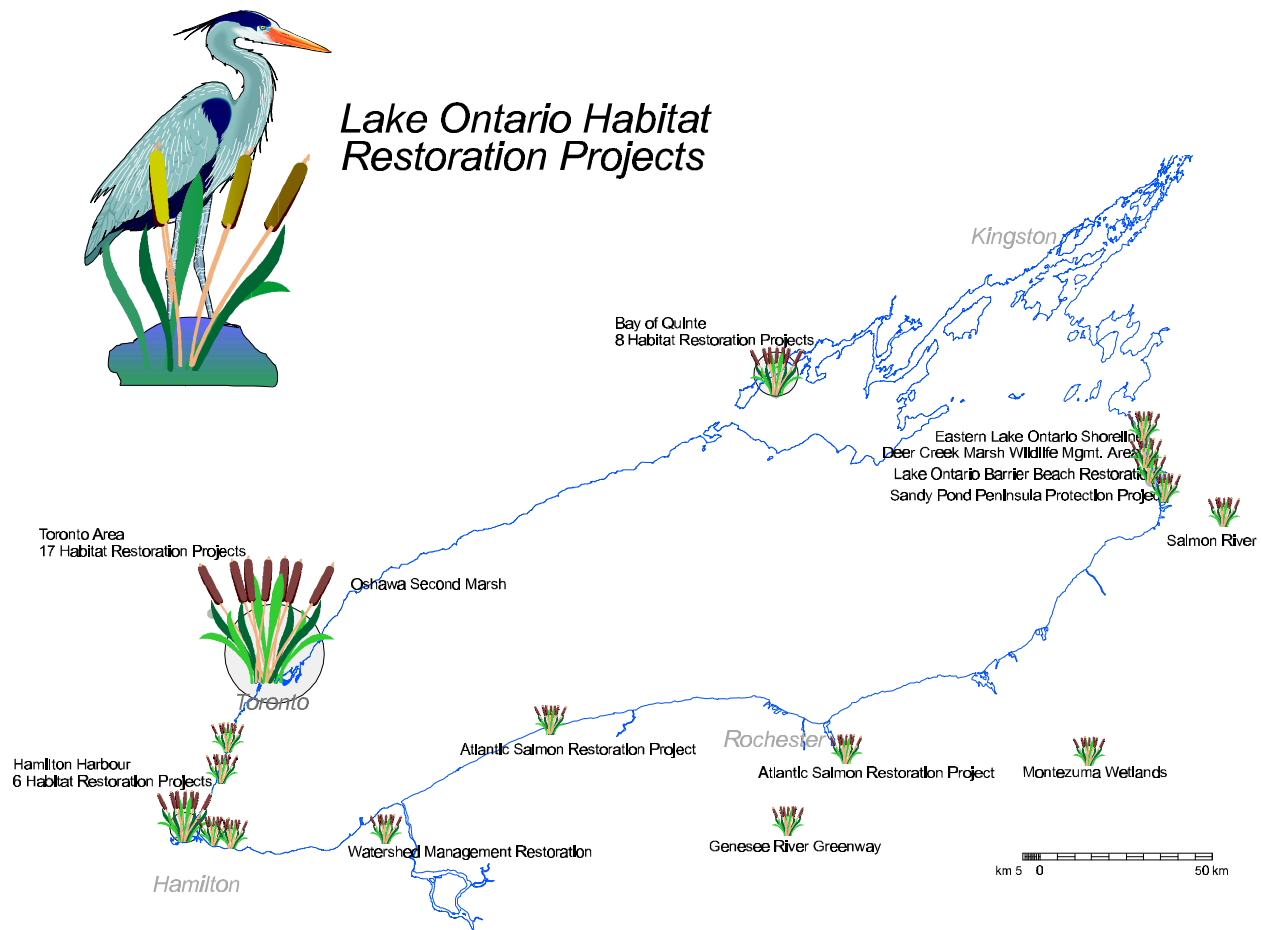 Lake Ontario Habitat
Restoration Projects
Kingston
Bay of Quinte
8 Habitat Restoration Projects
Eastern Lake Ontario Shoreline
Deer Creek Marsh Wildlife Mgmt. Area
Lake Ontario Barrier Beach Restoratio
Sandy Pond Peninsula Protection Projec
Salmon River
Toronto Area
17 Habitat Restoration Projects
Oshawa Second Marsh
Toronto
Rochester
Atlantic Salmon Restoration Project
Hamilton Harbour
6 Habitat Restoration Projects
Atlantic Salmon Restoration Project
Montezuma Wetlands
Watershed Management Restoration
Genesee River Greenway
Hamilton
km 5 0 50 km